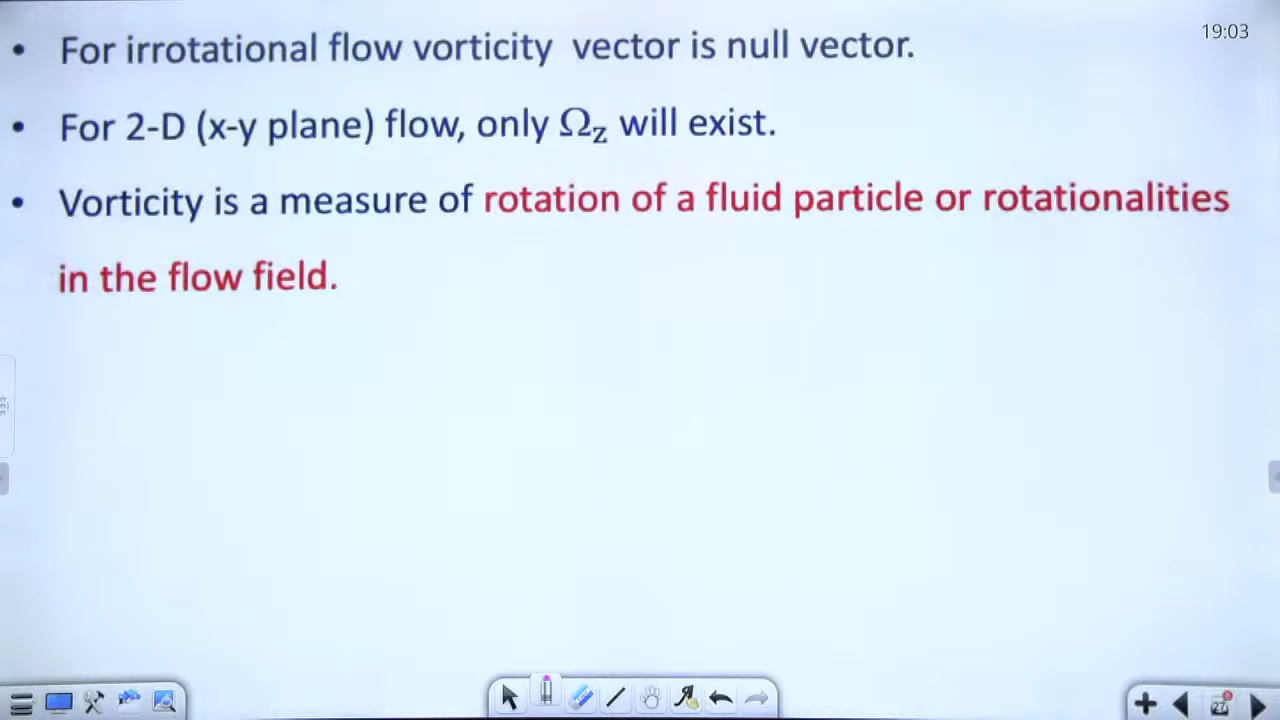 19:03
• For irrotational flow vorticity vector is null vector.
• For 2-D (x-y plane) flow, only Ωz will exist.
• Vorticity is a measure of rotation of a fluid particle or rotationalities
in the flow field.
27